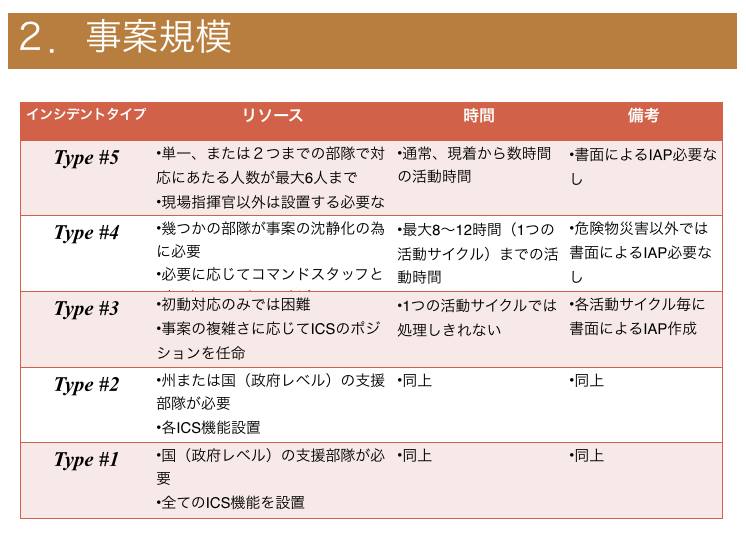 ２．事案規模
インシデントタイプ リソース 時間 備考
Type #5
•単一、または２つまでの部隊で対
応にあたる人数が最大6人まで
•現場指揮官以外は設置する必要な
•通常、現着から数時間
の活動時間
•書面によるIAP必要な
し
Type #4
•幾つかの部隊が事案の沈静化の為
に必要
•必要に応じてコマンドスタッフと
•最大8〜12時間（1つの
活動サイクル）までの活
動時間
•危険物災害以外では
書面によるIAP必要な
し
Type #3
•初動対応のみでは困難
•事案の複雑さに応じてICSのポジ
ションを任命
•1つの活動サイクルでは
処理しきれない
•各活動サイクル毎に
書面によるIAP作成
Type #2
•州または国（政府レベル）の支援
部隊が必要
•各ICS機能設置
•同上
•同上
Type #1
•国（政府レベル）の支援部隊が必
要
•全てのICS機能を設置
•同上
•同上